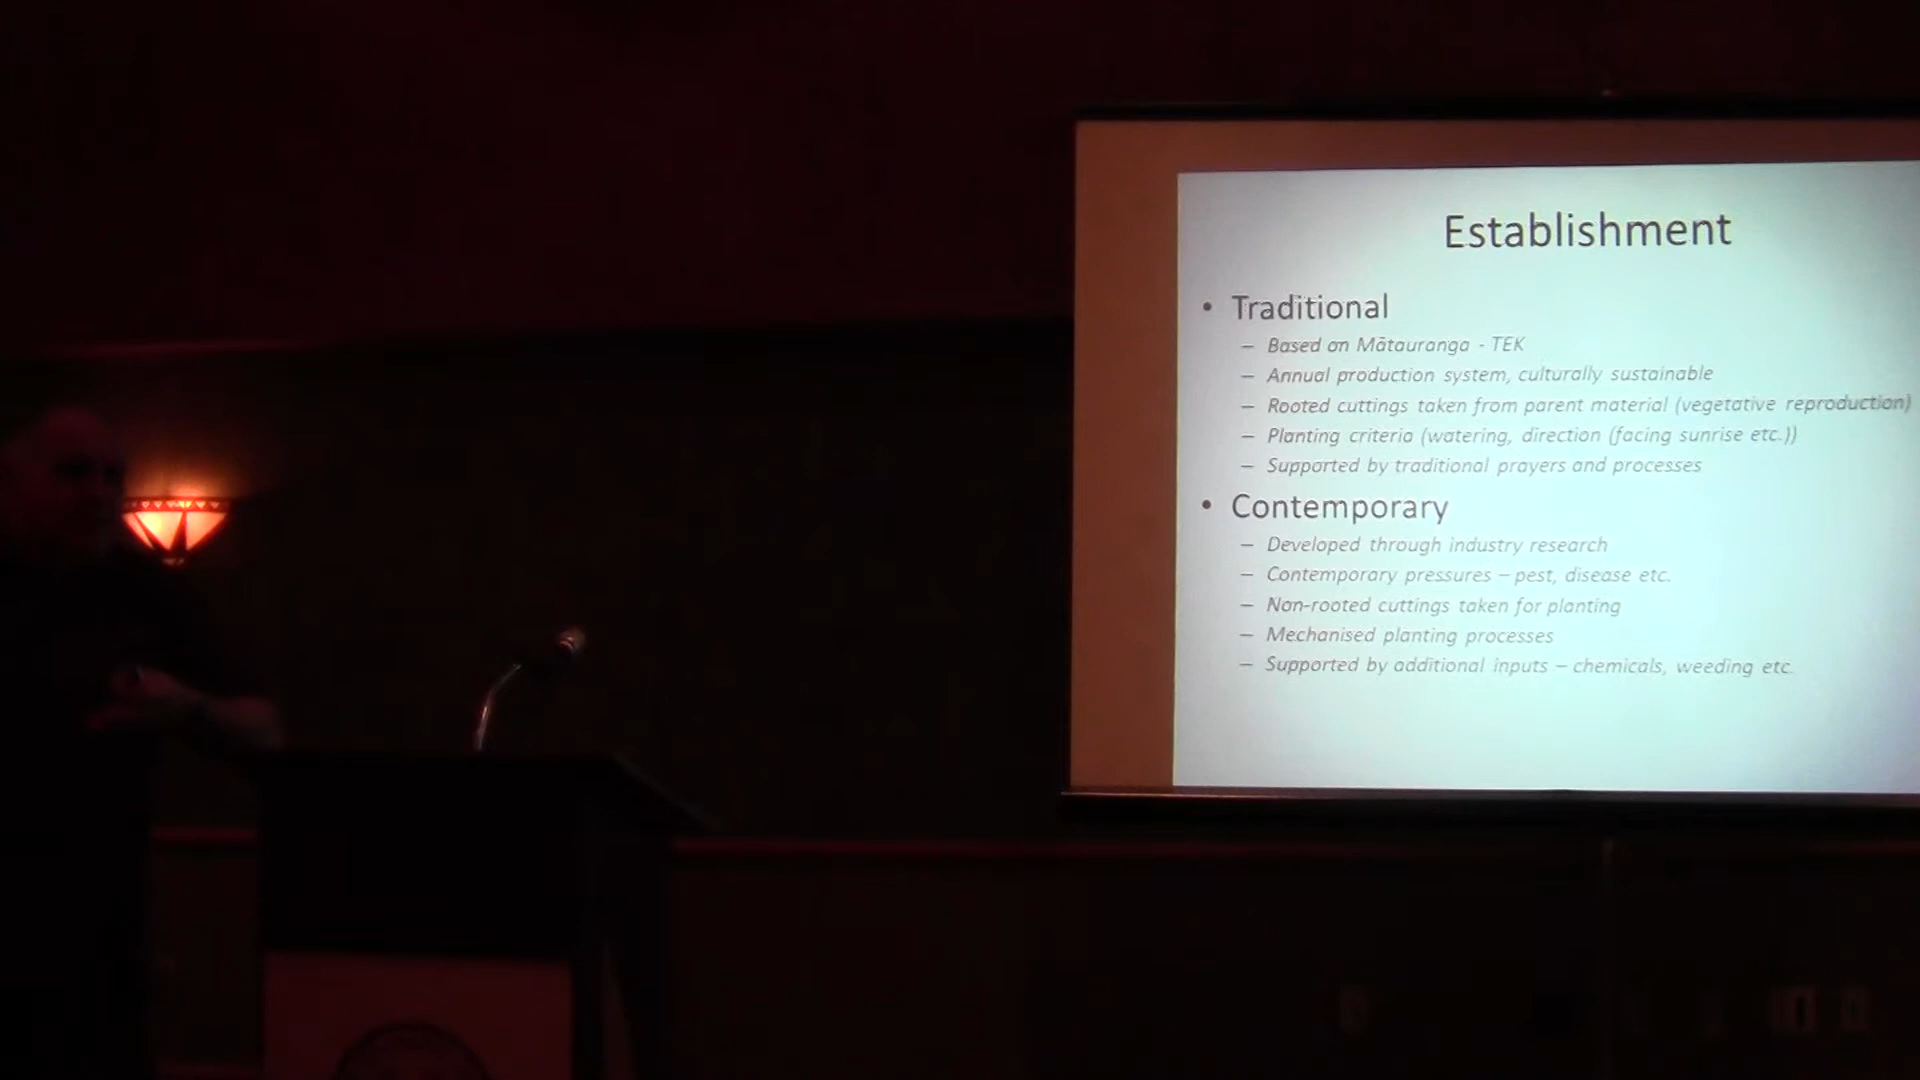 Establishment
• Traditional
– Based on Mātauranga - TEK
– Annual production system, culturally sustainable
– Rooted cuttings taken from parent material (vegetative reproduction)
– Planting criteria (watering, direction (facing sunrise etc.))
– Supported by traditional prayers and processes
• Contemporary
– Developed through industry research
– Contemporary pressures – pest, disease etc.
– Non-rooted cuttings taken for planting
– Mechanised planting processes
– Supported by additional inputs – chemicals, weeding etc.